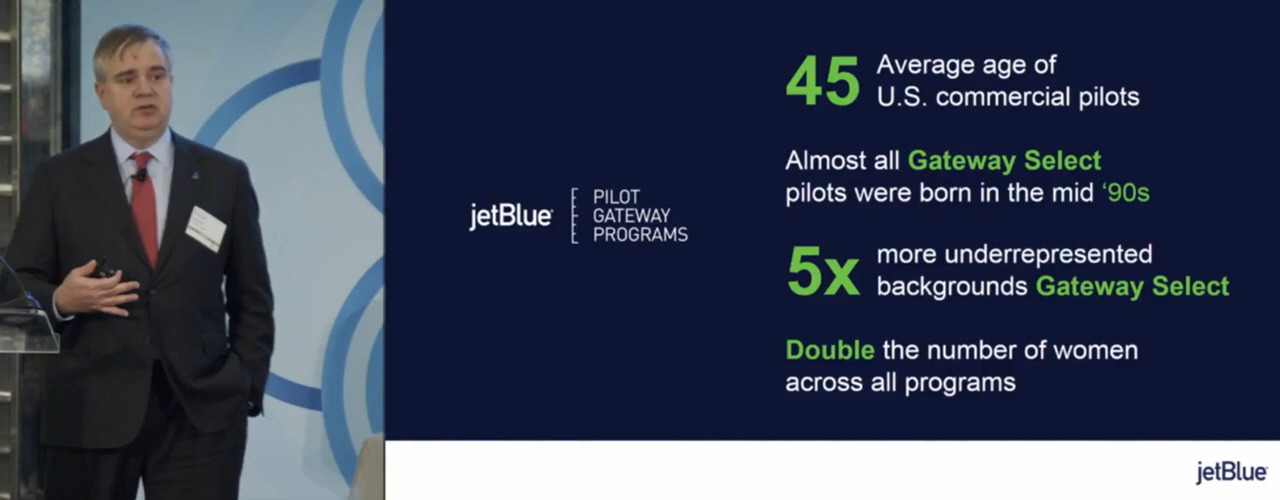 45
Average age of
U.S. commercial pilots
Almost all Gateway Select
pilots were born in the mid ‘90s
5x
more underrepresented
backgrounds Gateway Select
Double the number of women
across all programs
jetBlue
PILOT
GATEWAY
PROGRAMS
jetBlue